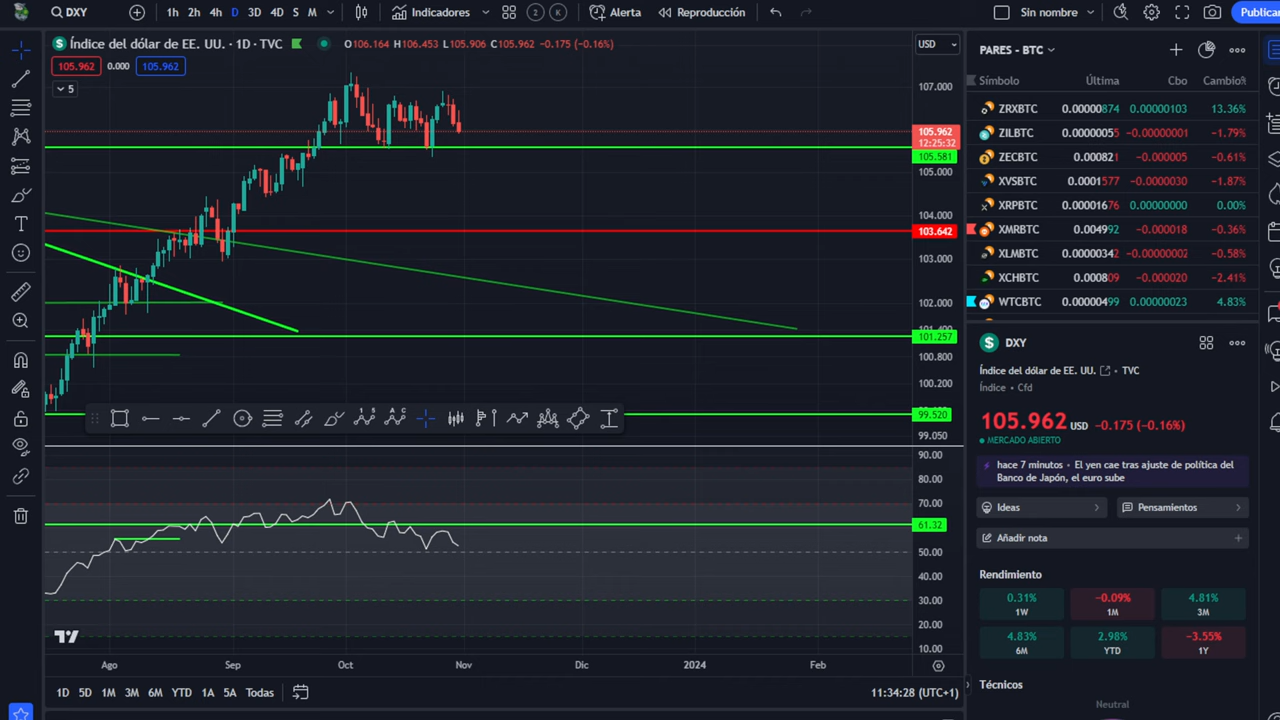 DXY
1h 2h 4h D 3D 4D S M
Indicadores
2 K
Alerta
Reproducción
Sin nombre
Publicar
Índice del dólar de EE. UU. · 1D · TVC
O106.164 H106.453 L105.906 C105.962 -0.175 (-0.16%)
105.962 0.000 105.962
5
USD
107.000
105.962
12:25:32
105.581
105.000
104.000
103.642
103.000
102.000
101.257
100.800
100.200
99.520
99.050
90.00
80.00
70.00
61.32
50.00
40.00
30.00
20.00
10.00
Ago Sep Oct Nov Dic 2024 Feb
1D 5D 1M 3M 6M YTD 1A 5A Todas
11:34:28 (UTC+1)
PARES - BTC
Símbolo Última Cbo Cambio%
ZRXBTC 0.00000874 0.00000103 13.36%
ZILBTC 0.00000055 -0.00000001 -1.79%
ZECBTC 0.000821 -0.000005 -0.61%
XVSBTC 0.0001577 -0.0000030 -1.87%
XRPBTC 0.00001676 0.00000000 0.00%
XMRBTC 0.004992 -0.000018 -0.36%
XLMBTC 0.00000342 -0.00000002 -0.58%
XCHBTC 0.000809 -0.000020 -2.41%
WTCBTC 0.00000499 0.00000023 4.83%
DXY
Índice del dólar de EE. UU. · TVC
Índice · Cfd
105.962 USD -0.175 (-0.16%)
MERCADO ABIERTO
hace 7 minutos · El yen cae tras ajuste de política del
Banco de Japón, el euro sube
Ideas
Pensamientos
Añadir nota
Rendimiento
0.31% -0.09% 4.81%
1W 1M 3M
4.83% 2.98% -3.55%
6M YTD 1Y
Técnicos
Neutral